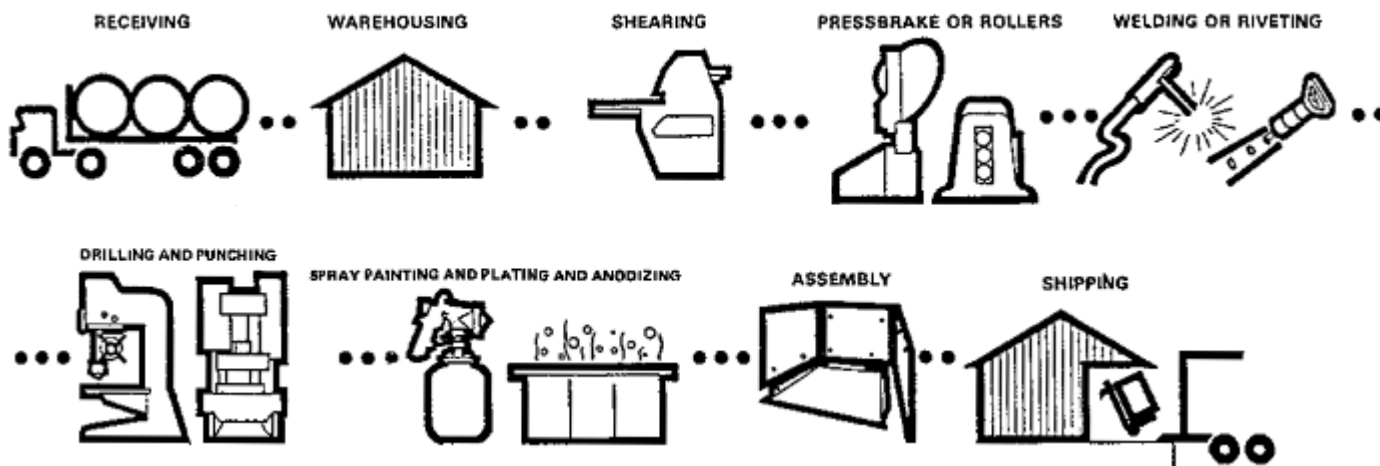 RECEIVING
WAREHOUSING
SHEARING
PRESSBRAKE OR ROLLERS
WELDING OR RIVETING
DRILLING AND PUNCHING
SPRAY PAINTING AND PLATING AND ANODIZING
ASSEMBLY
SHIPPING